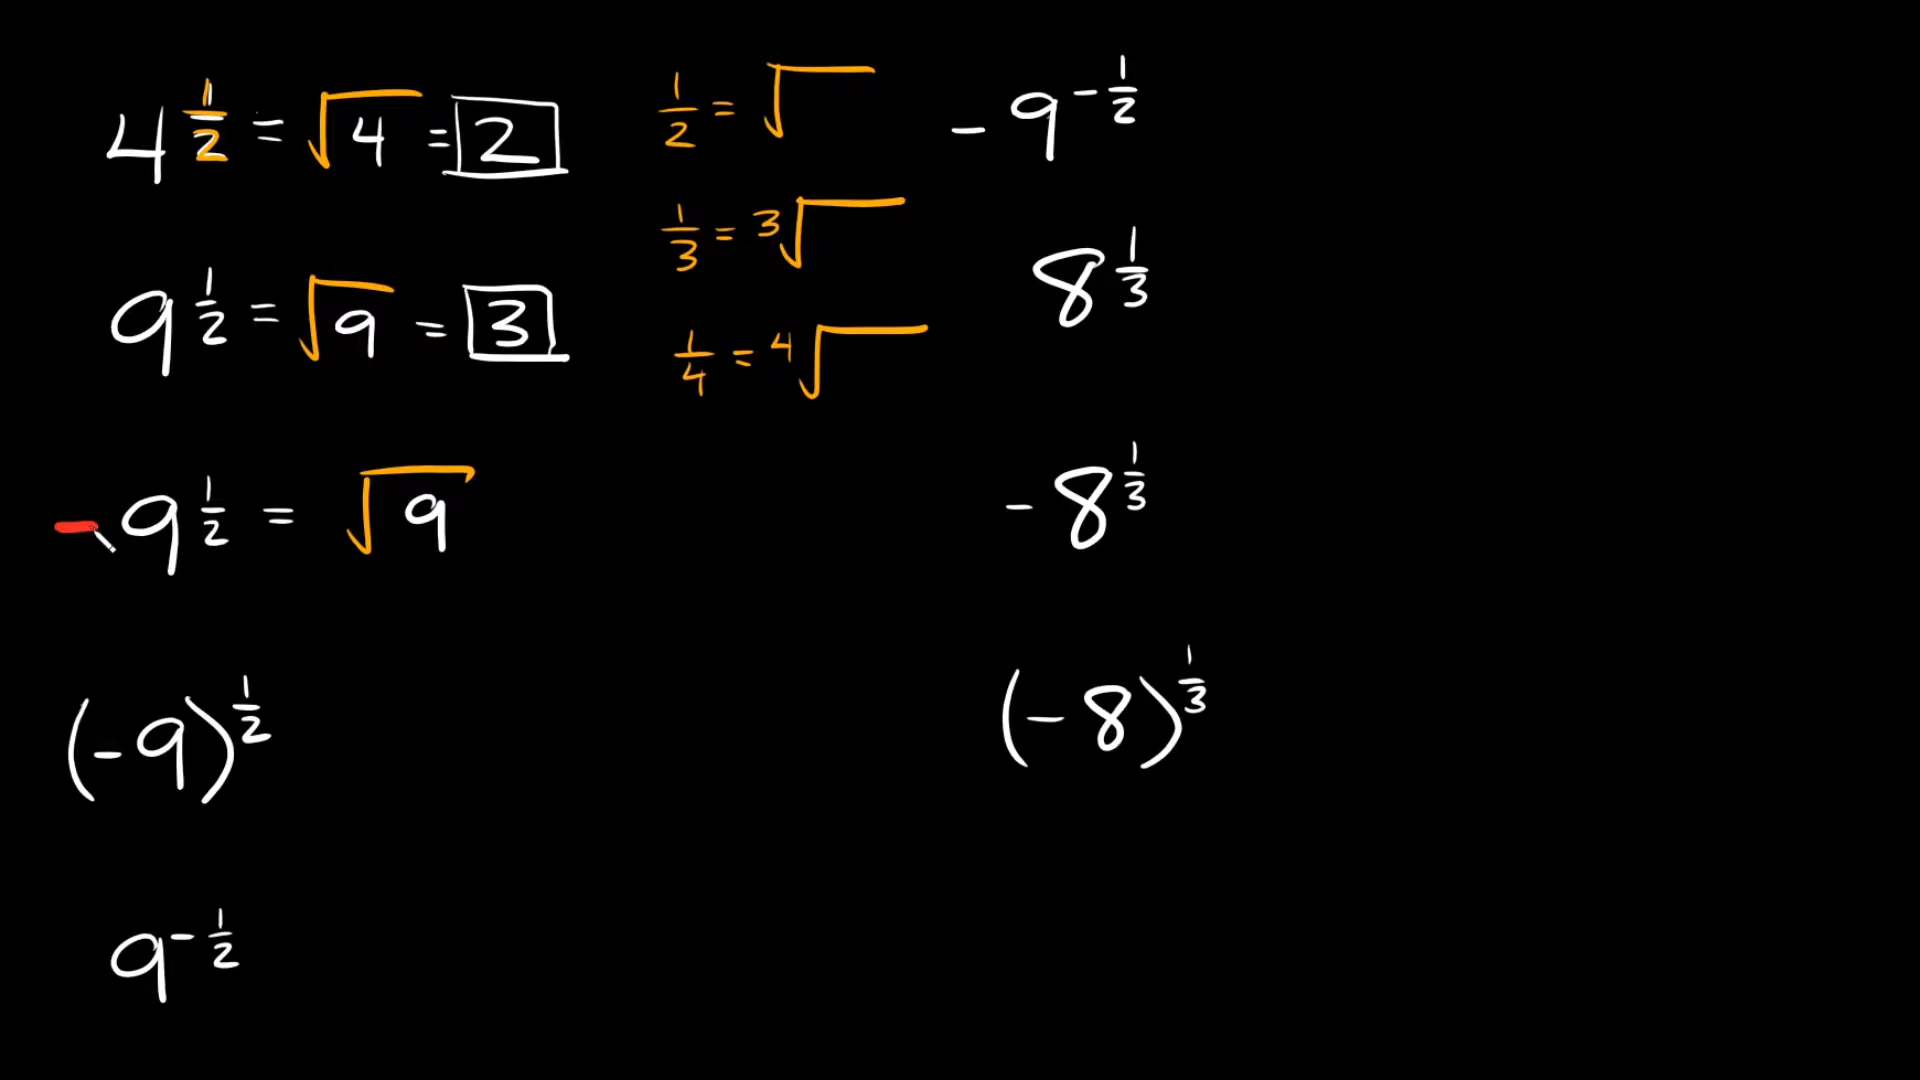 4^{1/2} = √4 = 2
9^{1/2} = √9 = 3
-9^{1/2} = √9
(-9)^{1/2}
9^{-1/2}
1/2 = √
1/3 = ³√
1/4 = ⁴√
-9^{-1/2}
8^{1/3}
-8^{1/3}
(-8)^{1/3}